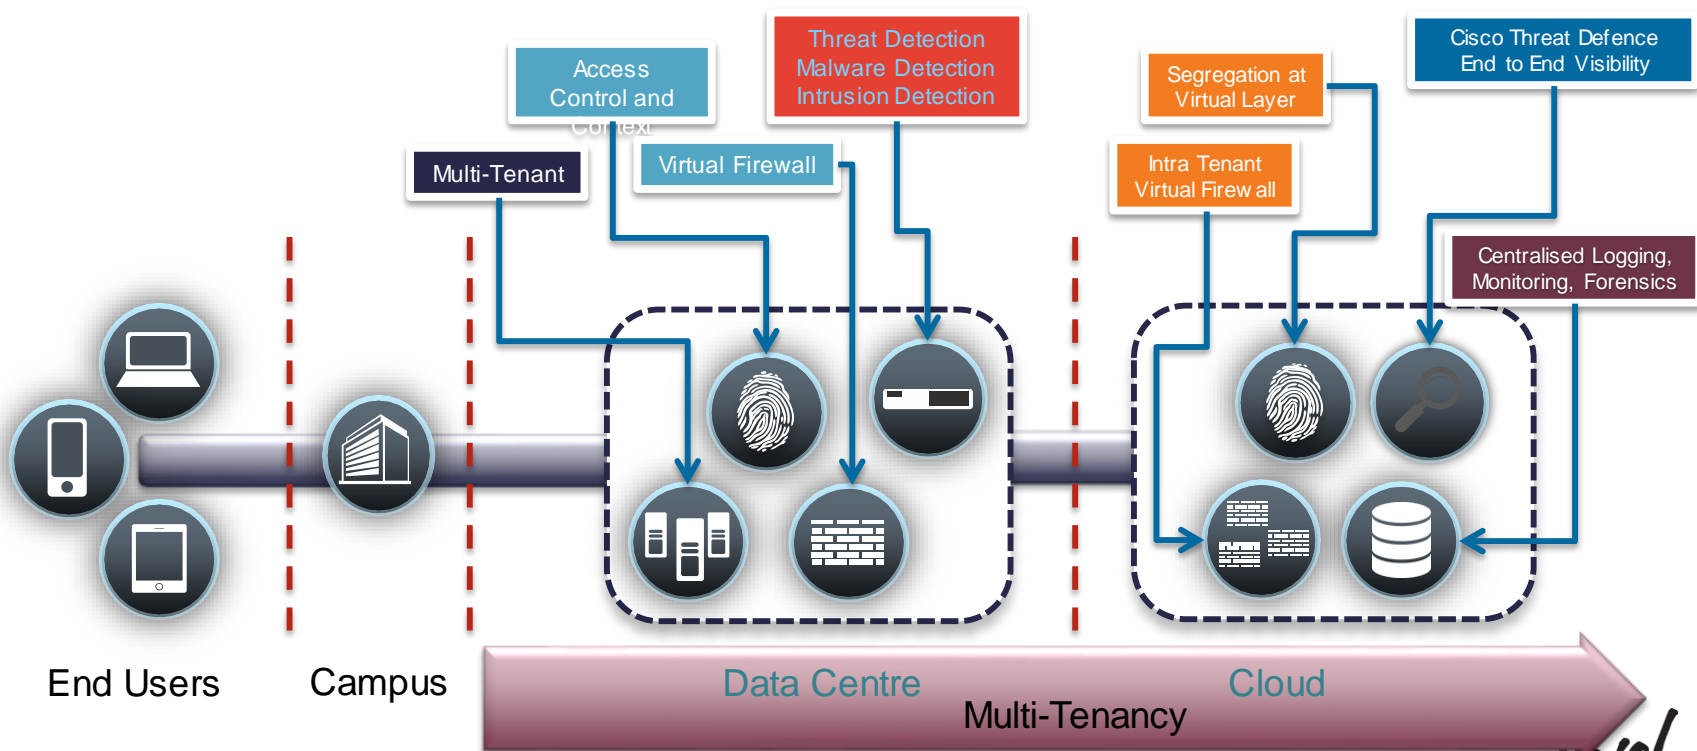 Cisco Threat Defence
End to End Visibility
Threat Detection
Malware Detection
Intrusion Detection
Access
Control and
Context
Segregation at
Virtual Layer
Multi-Tenant
Virtual Firewall
Intra Tenant
Virtual Firewall
Centralised Logging,
Monitoring, Forensics
End Users
Campus
Data Centre
Cloud
Multi-Tenancy